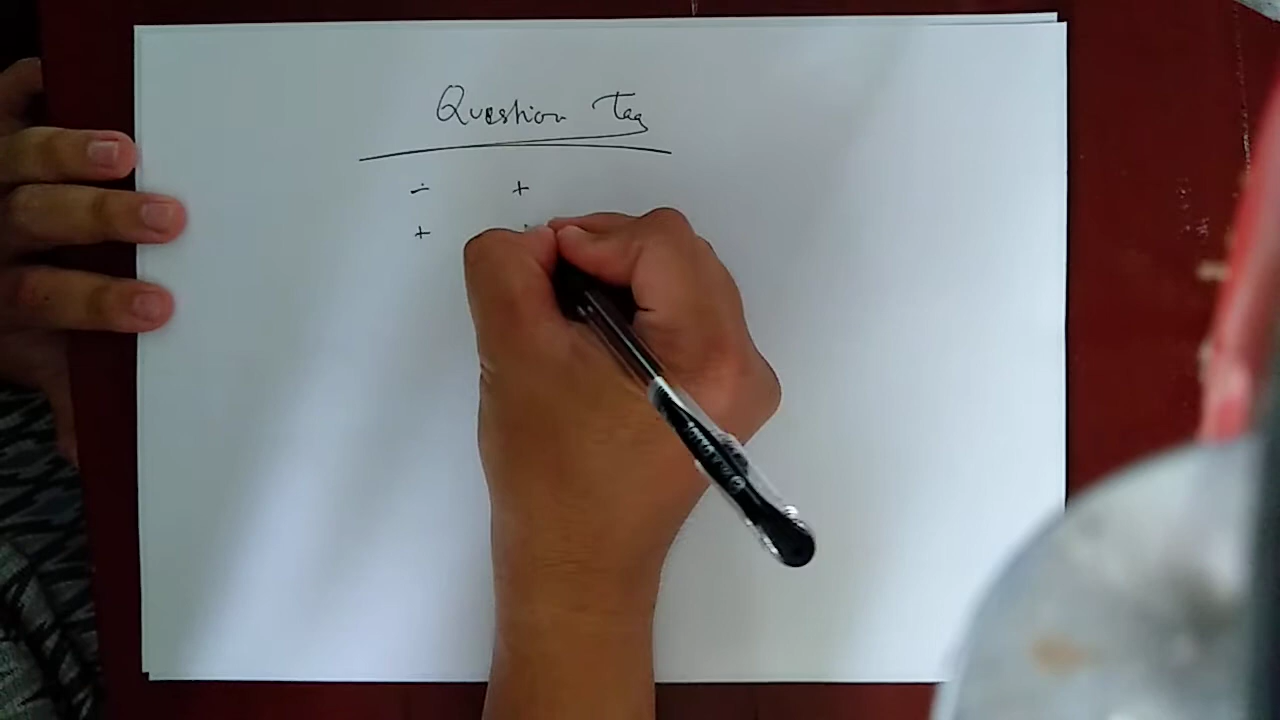 Question Tag
÷ +
+